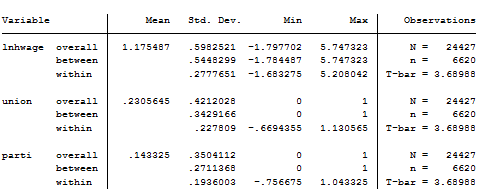 Variable Mean Std. Dev. Min Max Observations
lnhwage overall 1.175487 .5982521 -1.797702 5.747323 N = 24427
between .5448299 -1.784487 5.747323 n = 6620
within .2777651 -1.683275 5.208042 T-bar = 3.68988
union overall .2305645 .4212028 0 1 N = 24427
between .3429166 0 1 n = 6620
within .227809 -.6694355 1.130565 T-bar = 3.68988
parti overall .143325 .3504112 0 1 N = 24427
between .2711368 0 1 n = 6620
within .1936003 -.756675 1.043325 T-bar = 3.68988